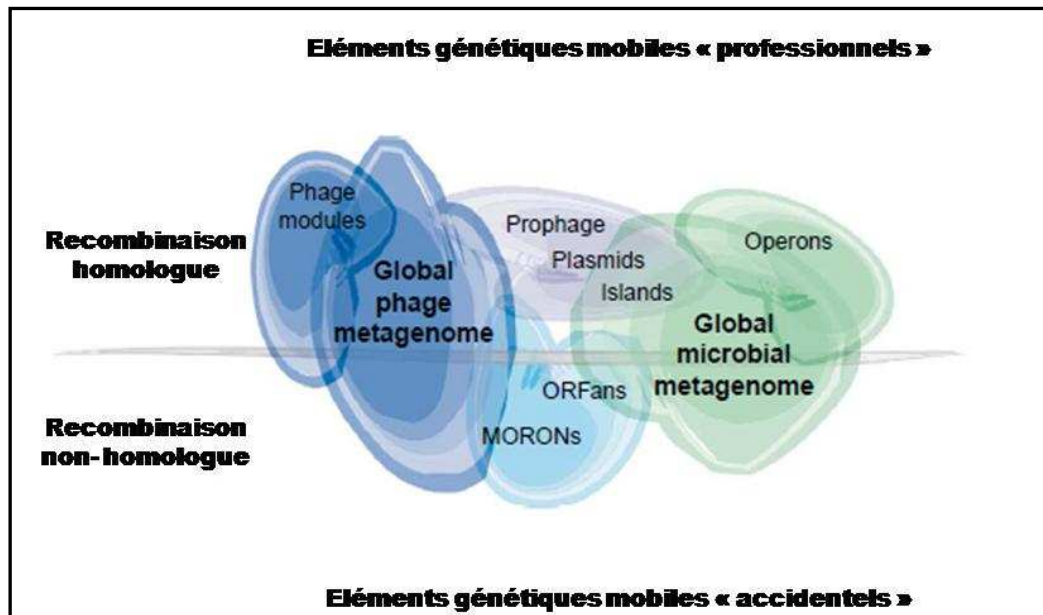 Eléments génétiques mobiles « professionnels »
Phage
modules
Recombinaison
homologue
Global
phage
metagenome
Prophage
Plasmids
Islands
Operons
Global
microbial
metagenome
ORFans
MORONs
Recombinaison
non-homologue
Eléments génétiques mobiles « accidentels »